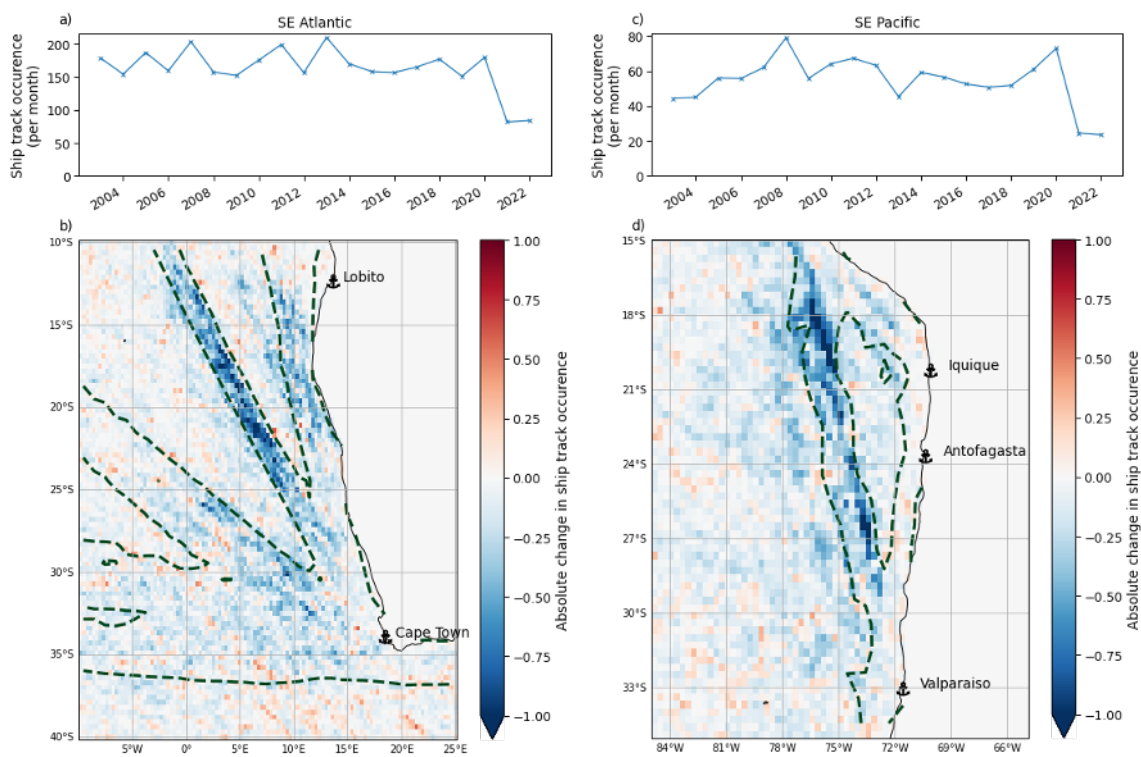 a)
SE Atlantic
Ship track occurence
(per month)
200
150
100
50
0
2004
2006
2008
2010
2012
2014
2016
2018
2020
2022
c)
SE Pacific
Ship track occurence
(per month)
80
60
40
20
0
2004
2006
2008
2010
2012
2014
2016
2018
2020
2022
b)
10°S
15°S
20°S
25°S
30°S
35°S
40°S
5°W
0°
5°E
10°E
15°E
20°E
25°E
Lobito
Cape Town
1.00
0.75
0.50
0.25
0.00
−0.25
−0.50
−0.75
−1.00
Absolute change in ship track occurence
d)
15°S
18°S
21°S
24°S
27°S
30°S
33°S
84°W
81°W
78°W
75°W
72°W
69°W
66°W
Iquique
Antofagasta
Valparaiso
1.00
0.75
0.50
0.25
0.00
−0.25
−0.50
−0.75
−1.00
Absolute change in ship track occurence